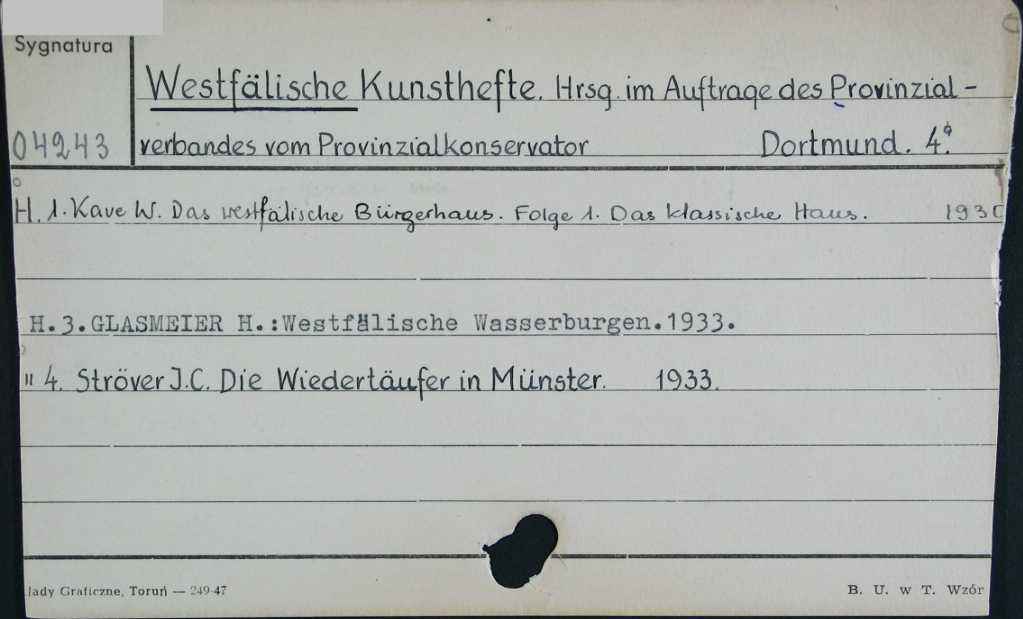 Sygnatura
Westfälische Kunsthefte. Hrsg. im Auftrage des Provinzial-
04243 verbandes vom Provinzialkonservator Dortmund. 4°.
H. 1. Kave W. Das westfälische Bürgerhaus. Folge 1. Das klassische Haus. 1930
H.3.GLASMEIER H.:Westfälische Wasserburgen.1933.
" 4. Ströver J.C. Die Wiedertäufer in Münster. 1933.
łady Graficzne, Toruń — 249-47 B. U. w T. Wzór